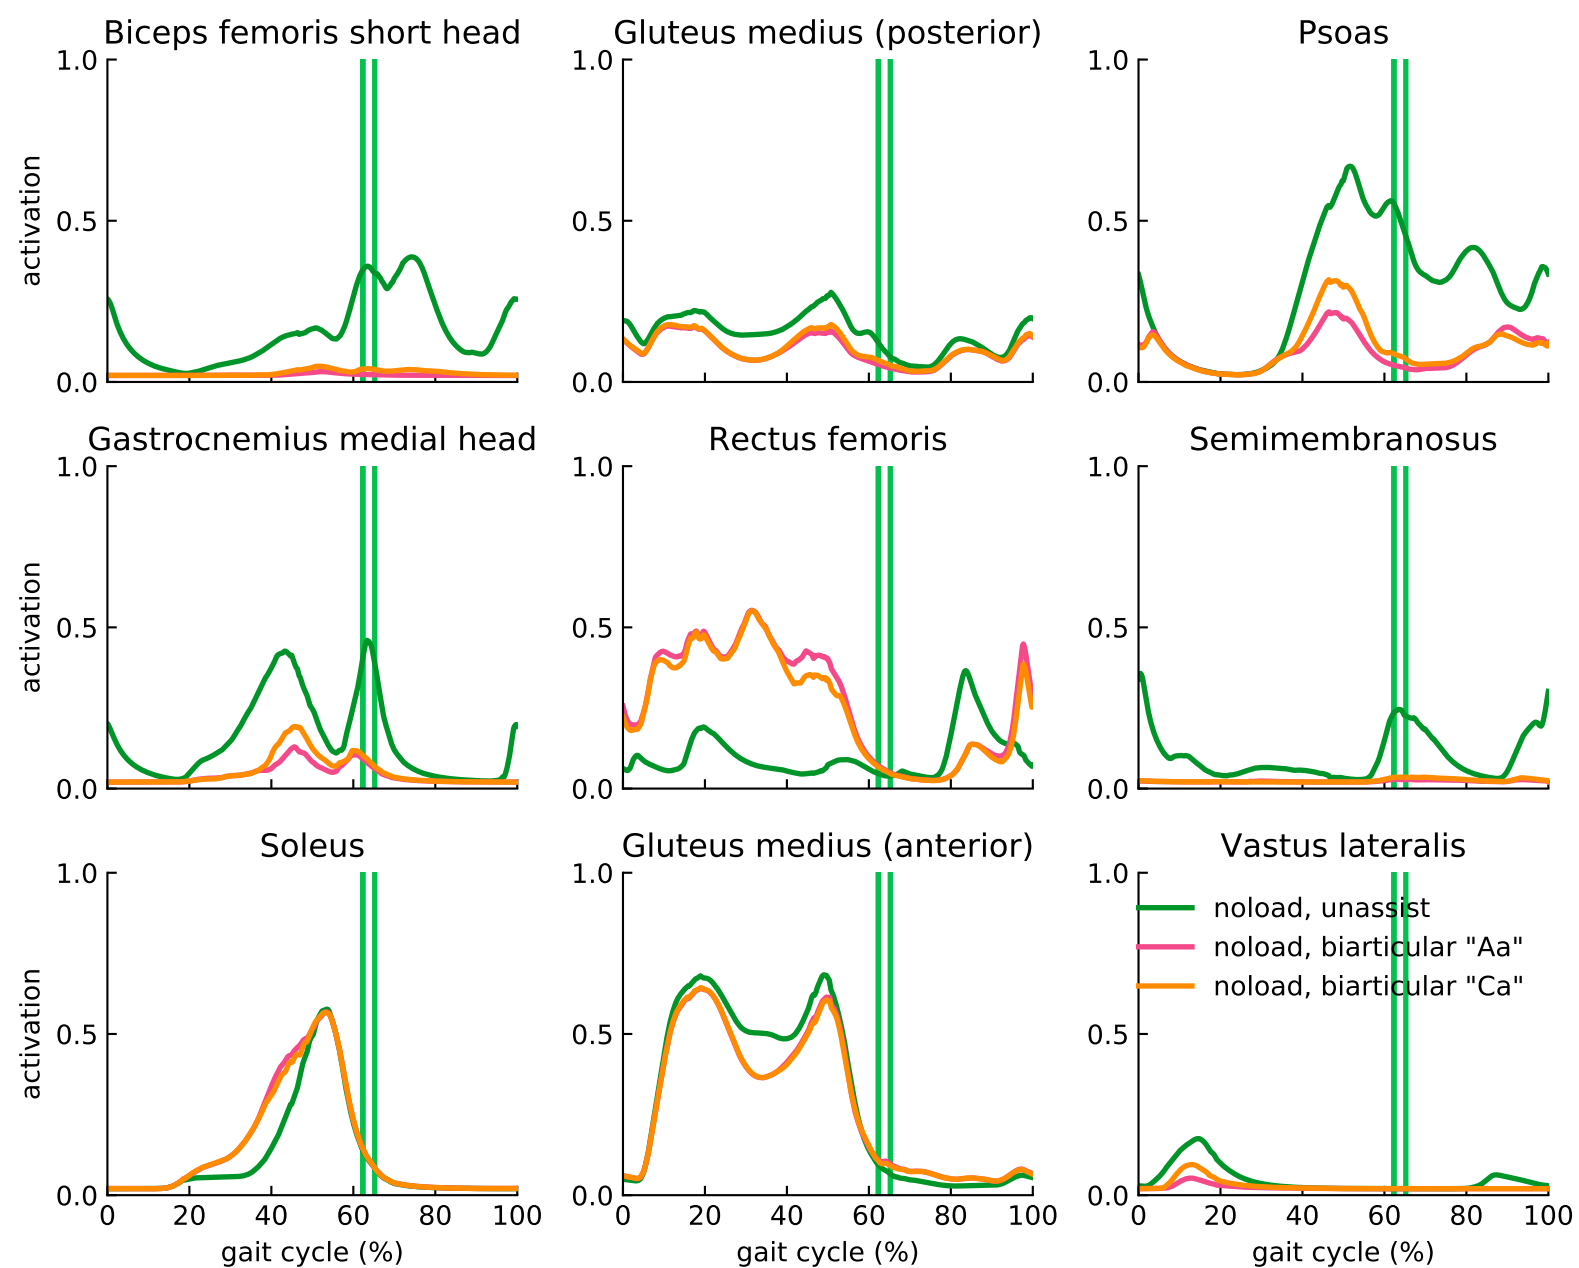 Biceps femoris short head
Gluteus medius (posterior)
Psoas
1.0
0.5
0.0
activation
1.0
0.5
0.0
1.0
0.5
0.0
Gastrocnemius medial head
Rectus femoris
Semimembranosus
1.0
0.5
0.0
activation
1.0
0.5
0.0
1.0
0.5
0.0
Soleus
Gluteus medius (anterior)
Vastus lateralis
1.0
0.5
0.0
activation
0 20 40 60 80 100
gait cycle (%)
1.0
0.5
0.0
0 20 40 60 80 100
gait cycle (%)
1.0
0.5
0.0
noload, unassist
noload, biarticular "Aa"
noload, biarticular "Ca"
0 20 40 60 80 100
gait cycle (%)